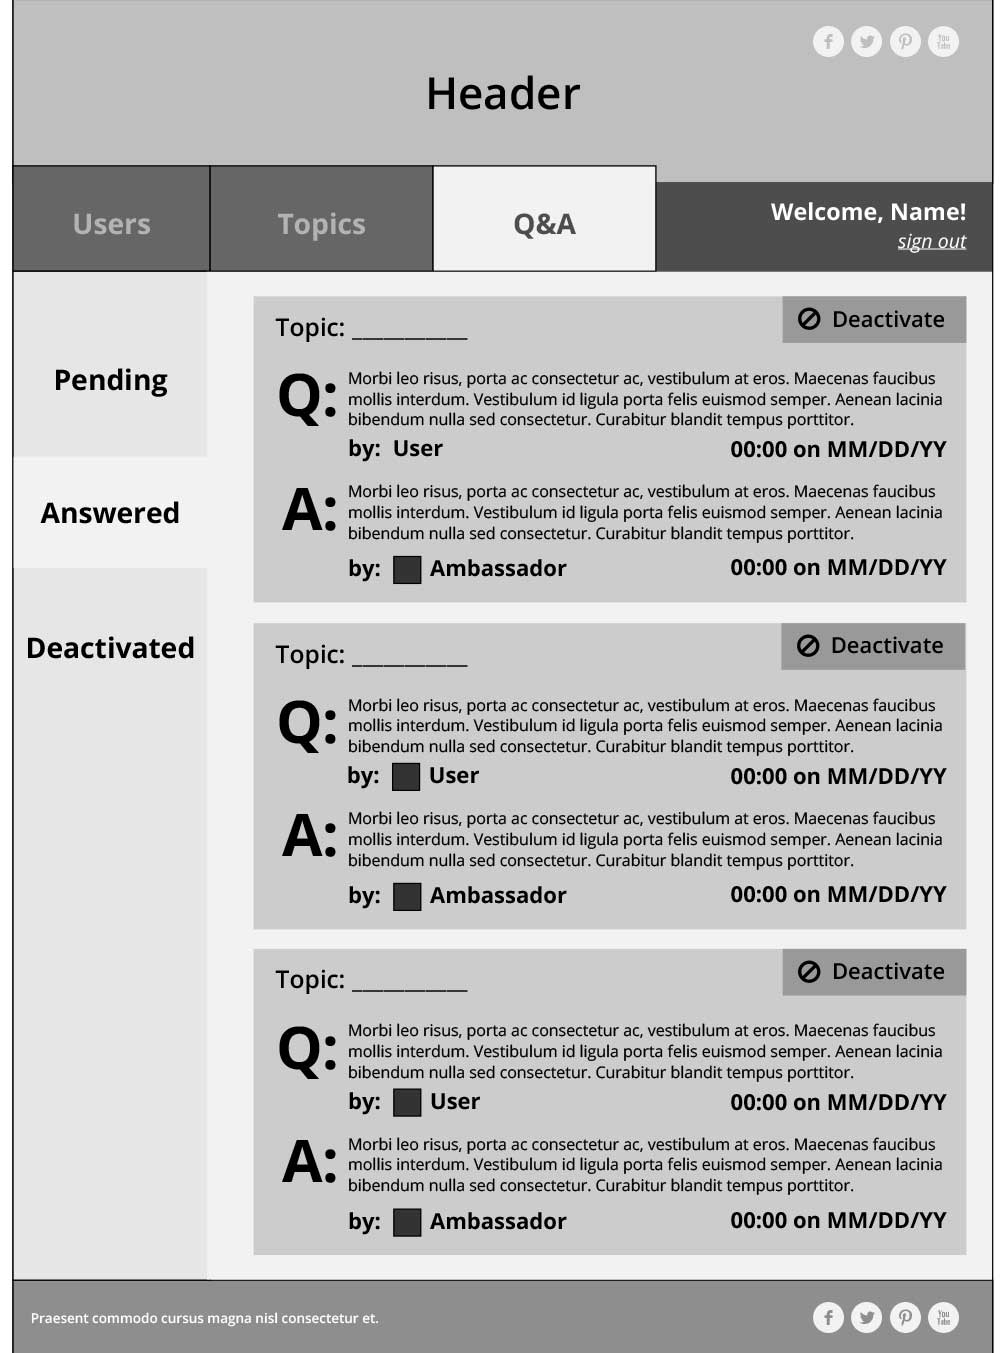 Header
You
Tube
Users
Topics
Q&A
Welcome, Name!
sign out
Pending
Answered
Deactivated
Topic: ___________
Deactivate
Q:
Morbi leo risus, porta ac consectetur ac, vestibulum at eros. Maecenas faucibus
mollis interdum. Vestibulum id ligula porta felis euismod semper. Aenean lacinia
bibendum nulla sed consectetur. Curabitur blandit tempus porttitor.
by: User
00:00 on MM/DD/YY
A:
Morbi leo risus, porta ac consectetur ac, vestibulum at eros. Maecenas faucibus
mollis interdum. Vestibulum id ligula porta felis euismod semper. Aenean lacinia
bibendum nulla sed consectetur. Curabitur blandit tempus porttitor.
by: Ambassador
00:00 on MM/DD/YY
Topic: ___________
Deactivate
Q:
Morbi leo risus, porta ac consectetur ac, vestibulum at eros. Maecenas faucibus
mollis interdum. Vestibulum id ligula porta felis euismod semper. Aenean lacinia
bibendum nulla sed consectetur. Curabitur blandit tempus porttitor.
by: User
00:00 on MM/DD/YY
A:
Morbi leo risus, porta ac consectetur ac, vestibulum at eros. Maecenas faucibus
mollis interdum. Vestibulum id ligula porta felis euismod semper. Aenean lacinia
bibendum nulla sed consectetur. Curabitur blandit tempus porttitor.
by: Ambassador
00:00 on MM/DD/YY
Topic: ___________
Deactivate
Q:
Morbi leo risus, porta ac consectetur ac, vestibulum at eros. Maecenas faucibus
mollis interdum. Vestibulum id ligula porta felis euismod semper. Aenean lacinia
bibendum nulla sed consectetur. Curabitur blandit tempus porttitor.
by: User
00:00 on MM/DD/YY
A:
Morbi leo risus, porta ac consectetur ac, vestibulum at eros. Maecenas faucibus
mollis interdum. Vestibulum id ligula porta felis euismod semper. Aenean lacinia
bibendum nulla sed consectetur. Curabitur blandit tempus porttitor.
by: Ambassador
00:00 on MM/DD/YY
Praesent commodo cursus magna nisl consectetur et.
You
Tube